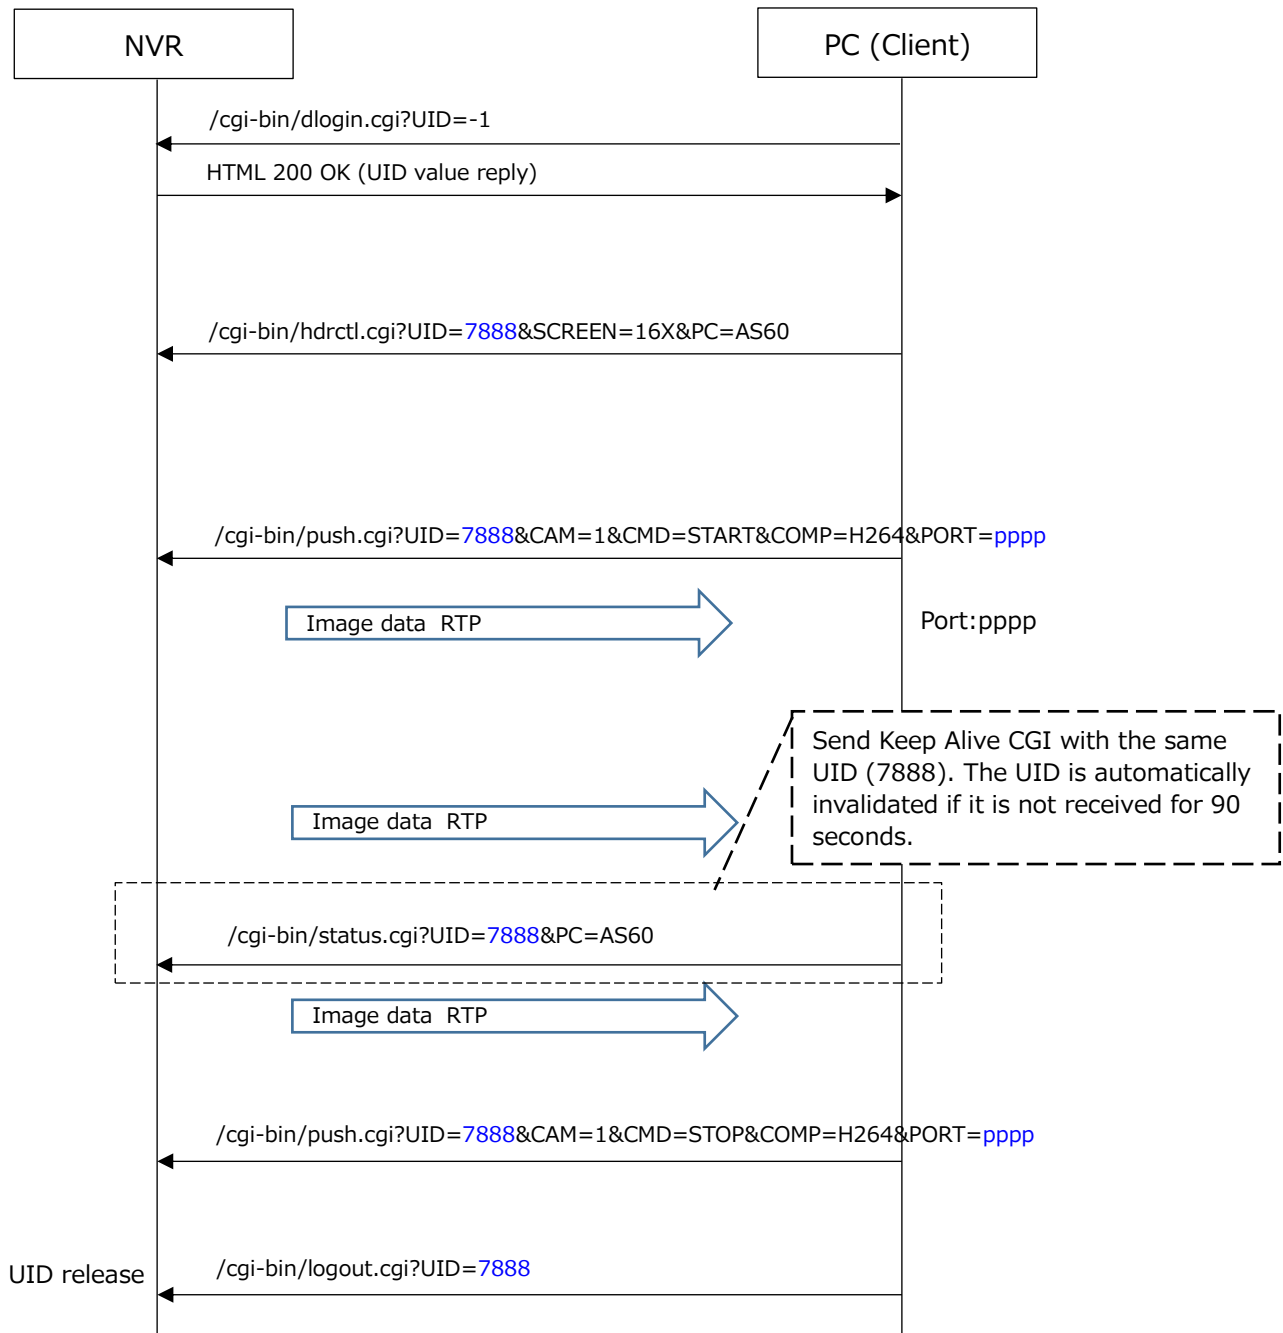 NVR
PC (Client)
/cgi-bin/dlogin.cgi?UID=-1
HTML 200 OK (UID value reply)
/cgi-bin/hdrctl.cgi?UID=7888&SCREEN=16X&PC=AS60
/cgi-bin/push.cgi?UID=7888&CAM=1&CMD=START&COMP=H264&PORT=pppp
Image data  RTP
Port:pppp
Send Keep Alive CGI with the same
UID (7888). The UID is automatically
invalidated if it is not received for 90
seconds.
Image data  RTP
/cgi-bin/status.cgi?UID=7888&PC=AS60
Image data  RTP
/cgi-bin/push.cgi?UID=7888&CAM=1&CMD=STOP&COMP=H264&PORT=pppp
UID release
/cgi-bin/logout.cgi?UID=7888